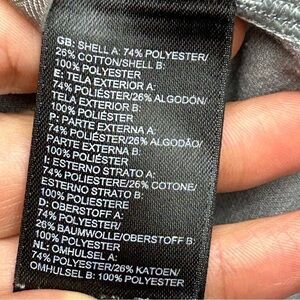 GB: SHELL A: 74% POLYESTER/
26% COTTON/SHELL B:
100% POLYESTER
E: TELA EXTERIOR A:
74% POLIÉSTER/26% ALGODÓN/
TELA EXTERIOR B:
100% POLIÉSTER
P: PARTE EXTERNA A:
74% POLIÉSTER/26% ALGODÃO/
PARTE EXTERNA B:
100% POLIÉSTER
I: ESTERNO STRATO A:
74% POLIESTERE/26% COTONE/
ESTERNO STRATO B:
100% POLIESTERE
D: OBERSTOFF A:
74% POLYESTER/
26% BAUMWOLLE/OBERSTOFF B:
100% POLYESTER
NL: OMHULSEL A:
74% POLYESTER/26% KATOEN/
OMHULSEL B: 100% POLYESTER